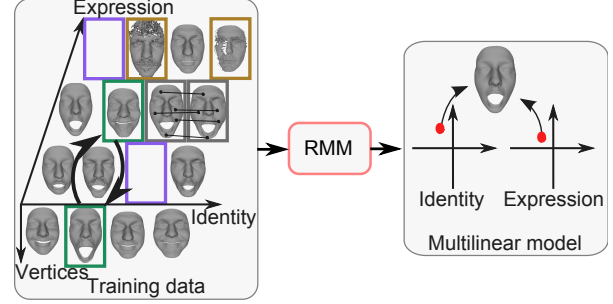 Expression
Identity
Vertices
Training data
RMM
Identity
Expression
Multilinear model